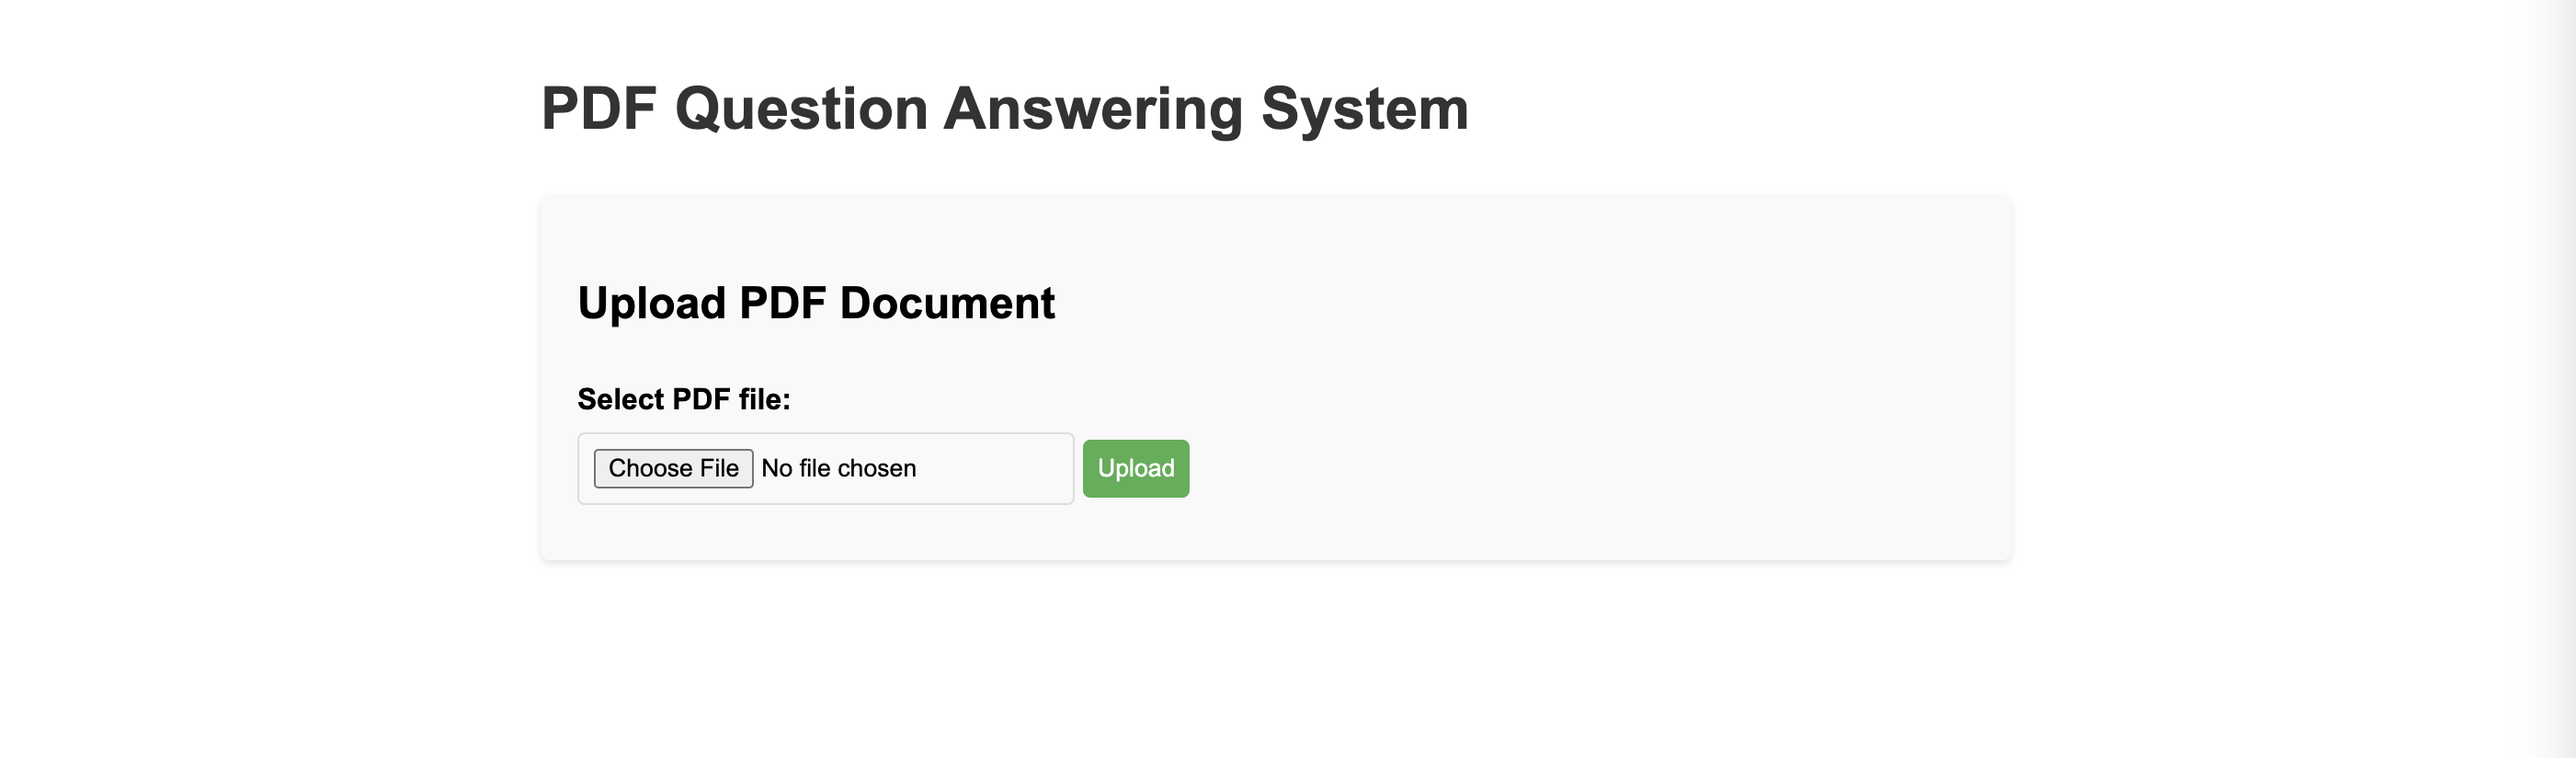 PDF Question Answering System
Upload PDF Document
Select PDF file:
Choose File No file chosen Upload